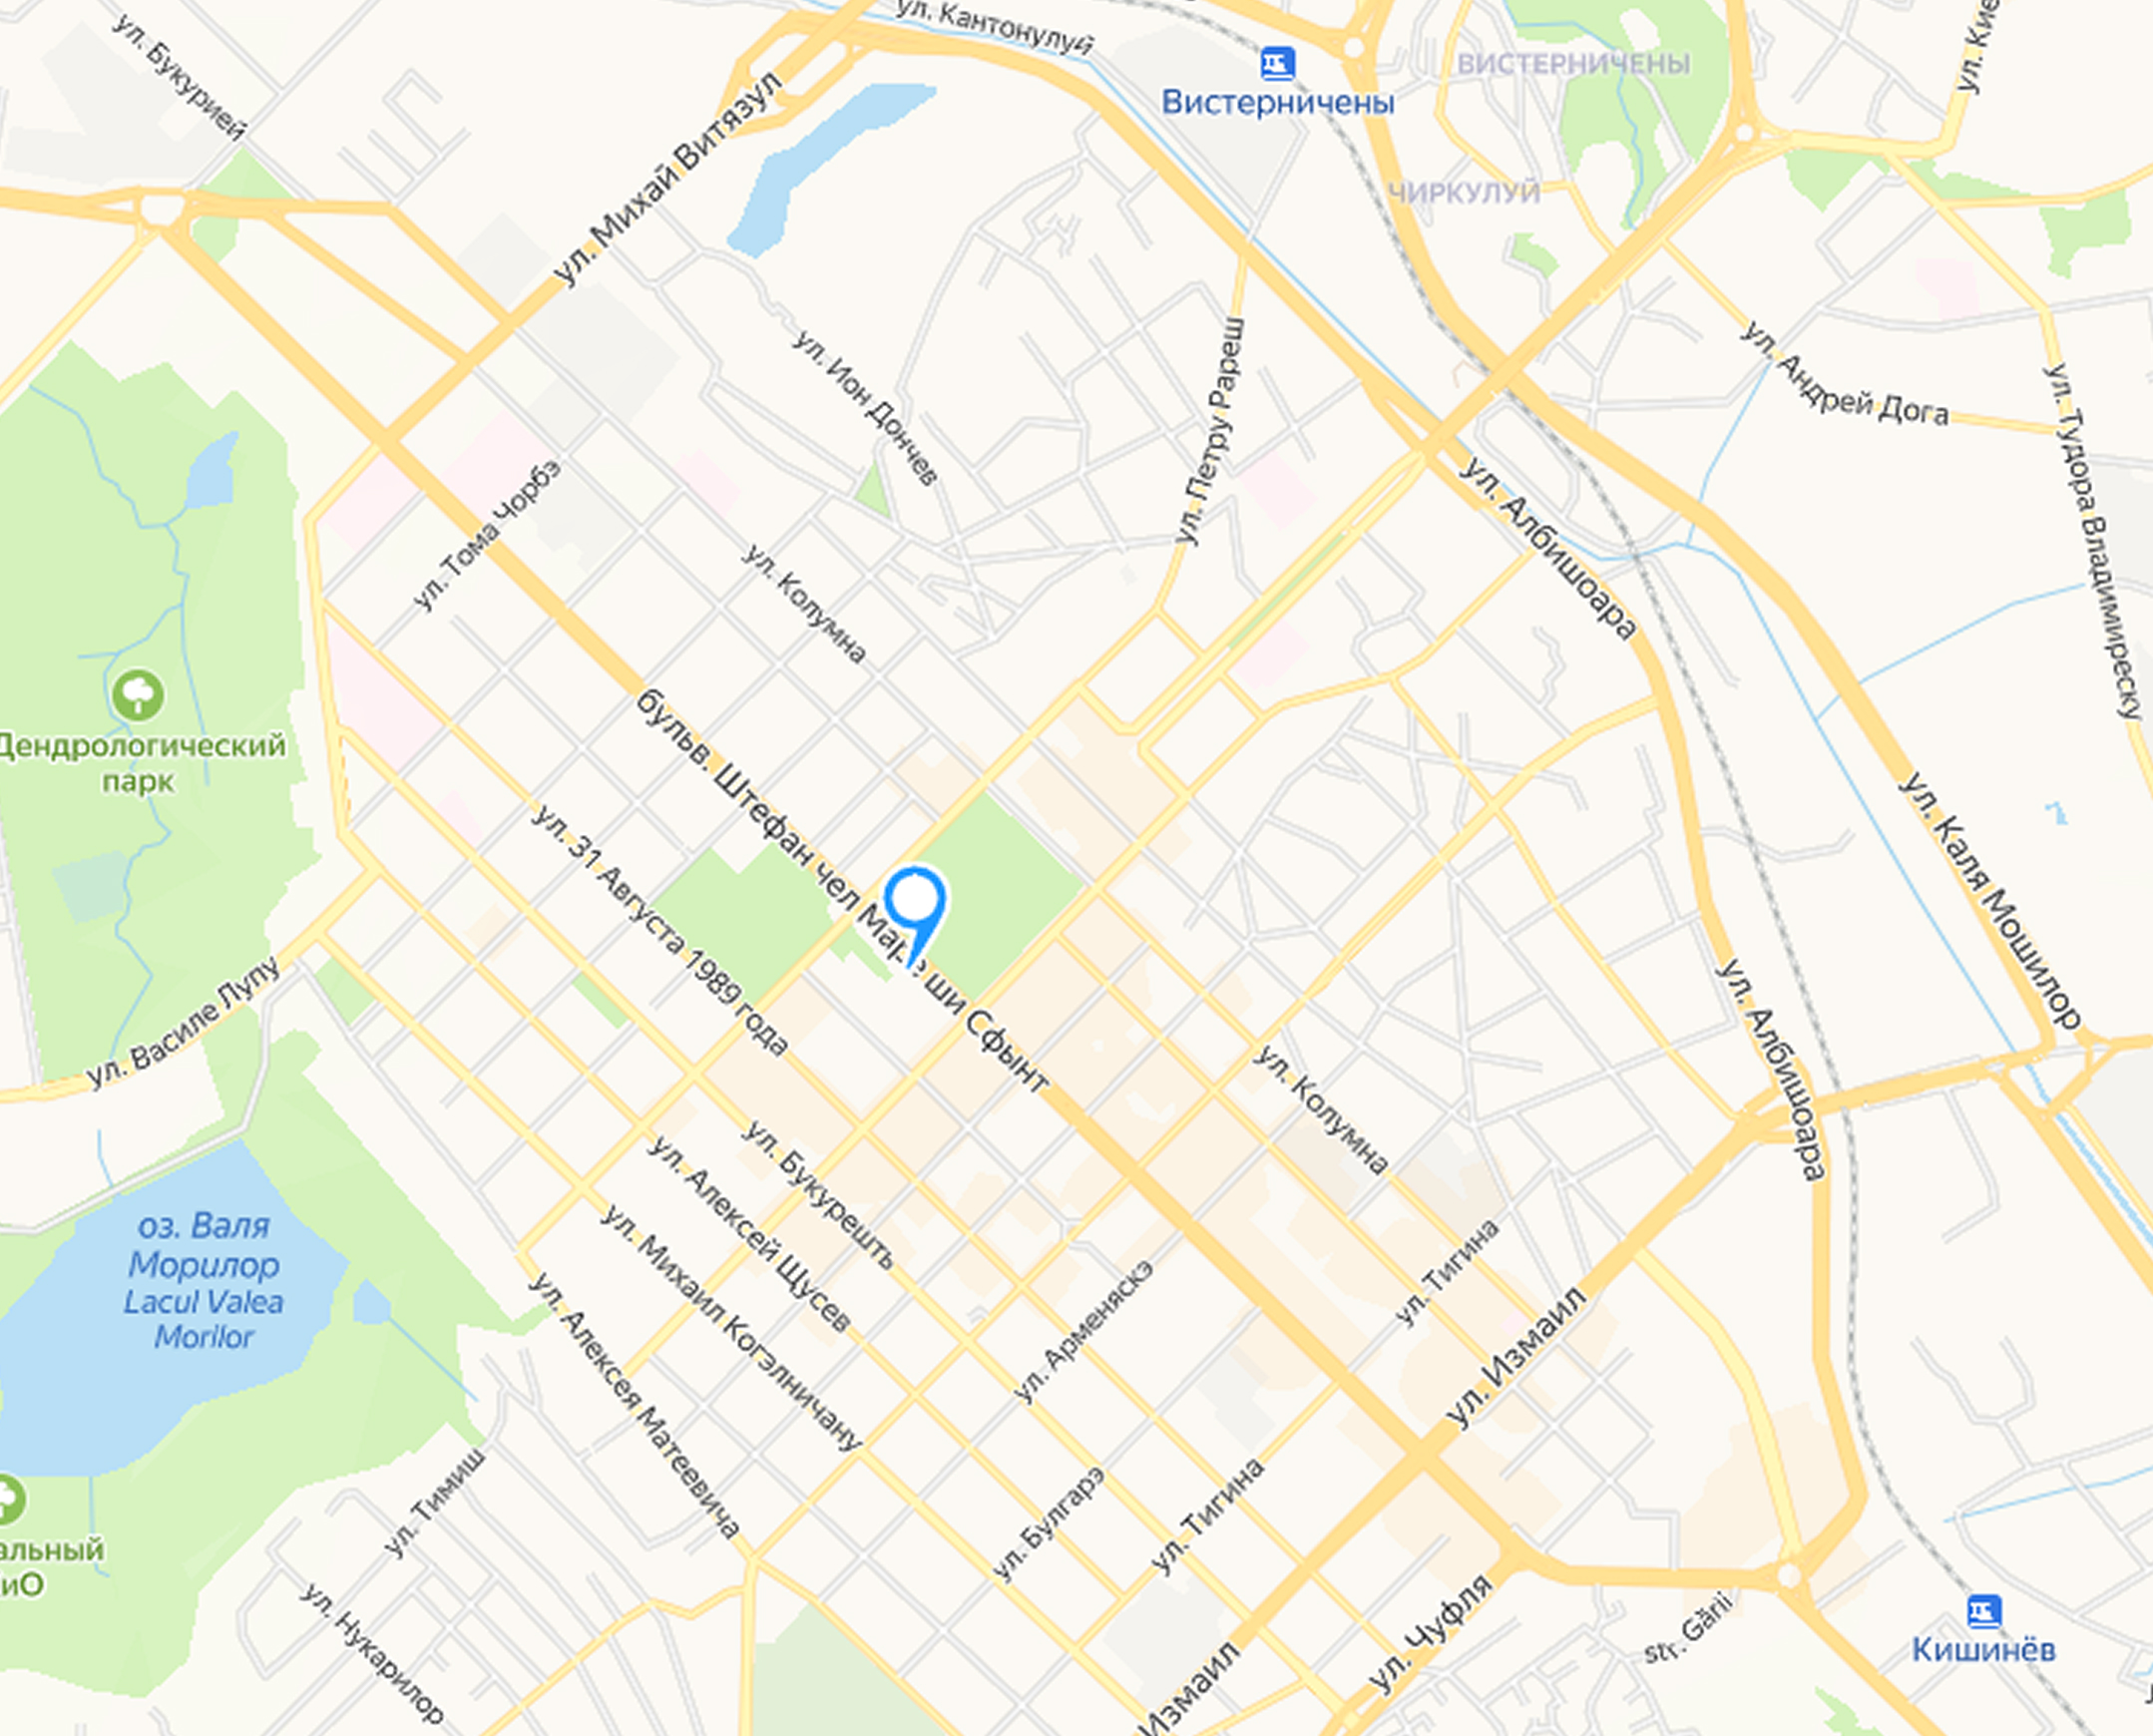 ул. Кантонулуй
ул. Букурией
Вистерничены
ВИСТЕРНИЧЕНЫ
ул. Михай Витязул
ЧИРКУЛУЙ
ул. Ион Дончев
ул. Петру Рареш
ул. Андрей Дога
ул. Тудора Владимиреску
ул. Тома Чорбэ
ул. Албишоара
ул. Колумна
Дендрологический
парк
бульв. Штефан чел Маре ши Сфынт
ул. 31 Августа 1989 года
ул. Каля Мошилор
ул. Василе Лупу
ул. Албишоара
ул. Колумна
ул. Букурешть
ул. Алексей Щусев
ул. Михаил Когэлничану
оз. Валя
Морилор
Lacul Valea
Morilor
ул. Алексея Матеевича
ул. Арменяскэ
ул. Тигина
ул. Измаил
ул. Тимиш
ул. Булгарэ
ул. Тигина
альный
иО
ул. Нукарилор
ул. Чуфля
str. Gării
Кишинёв
Измаил